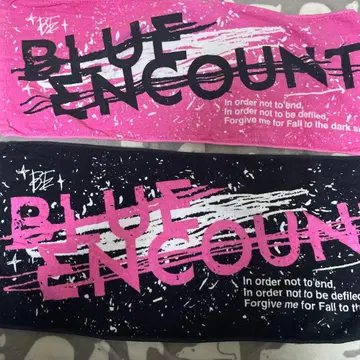 BE
BLUE
ENCOUNT
In order not to end,
In order not to be defiled,
Forgive me for Fall to the dark
BE
BLUE
ENCOUN
In order not to end,
In order not to be defiled
Forgive me for Fall to the